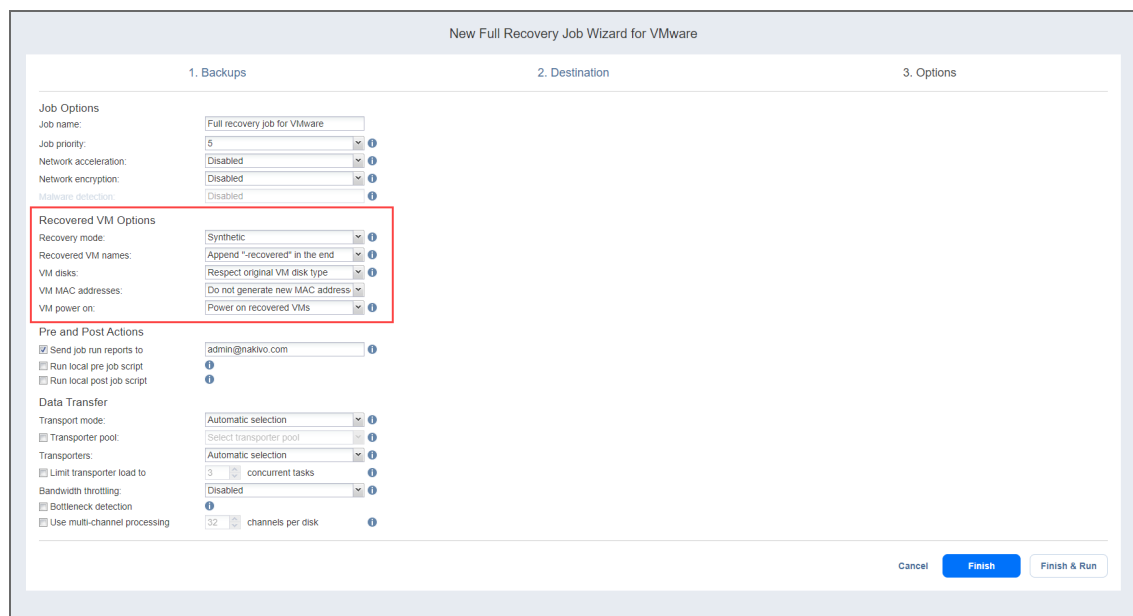 New Full Recovery Job Wizard for VMware
1. Backups 2. Destination 3. Options
Job Options
Job name: Full recovery job for VMware
Job priority: 5
Network acceleration: Disabled
Network encryption: Disabled
Malware detection: Disabled
Recovered VM Options
Recovery mode: Synthetic
Recovered VM names: Append "-recovered" in the end
VM disks: Respect original VM disk type
VM MAC addresses: Do not generate new MAC address
VM power on: Power on recovered VMs
Pre and Post Actions
Send job run reports to admin@nakivo.com
Run local pre job script
Run local post job script
Data Transfer
Transport mode: Automatic selection
Transporter pool: Select transporter pool
Transporters: Automatic selection
Limit transporter load to 3 concurrent tasks
Bandwidth throttling: Disabled
Bottleneck detection
Use multi-channel processing 32 channels per disk
Cancel Finish Finish & Run